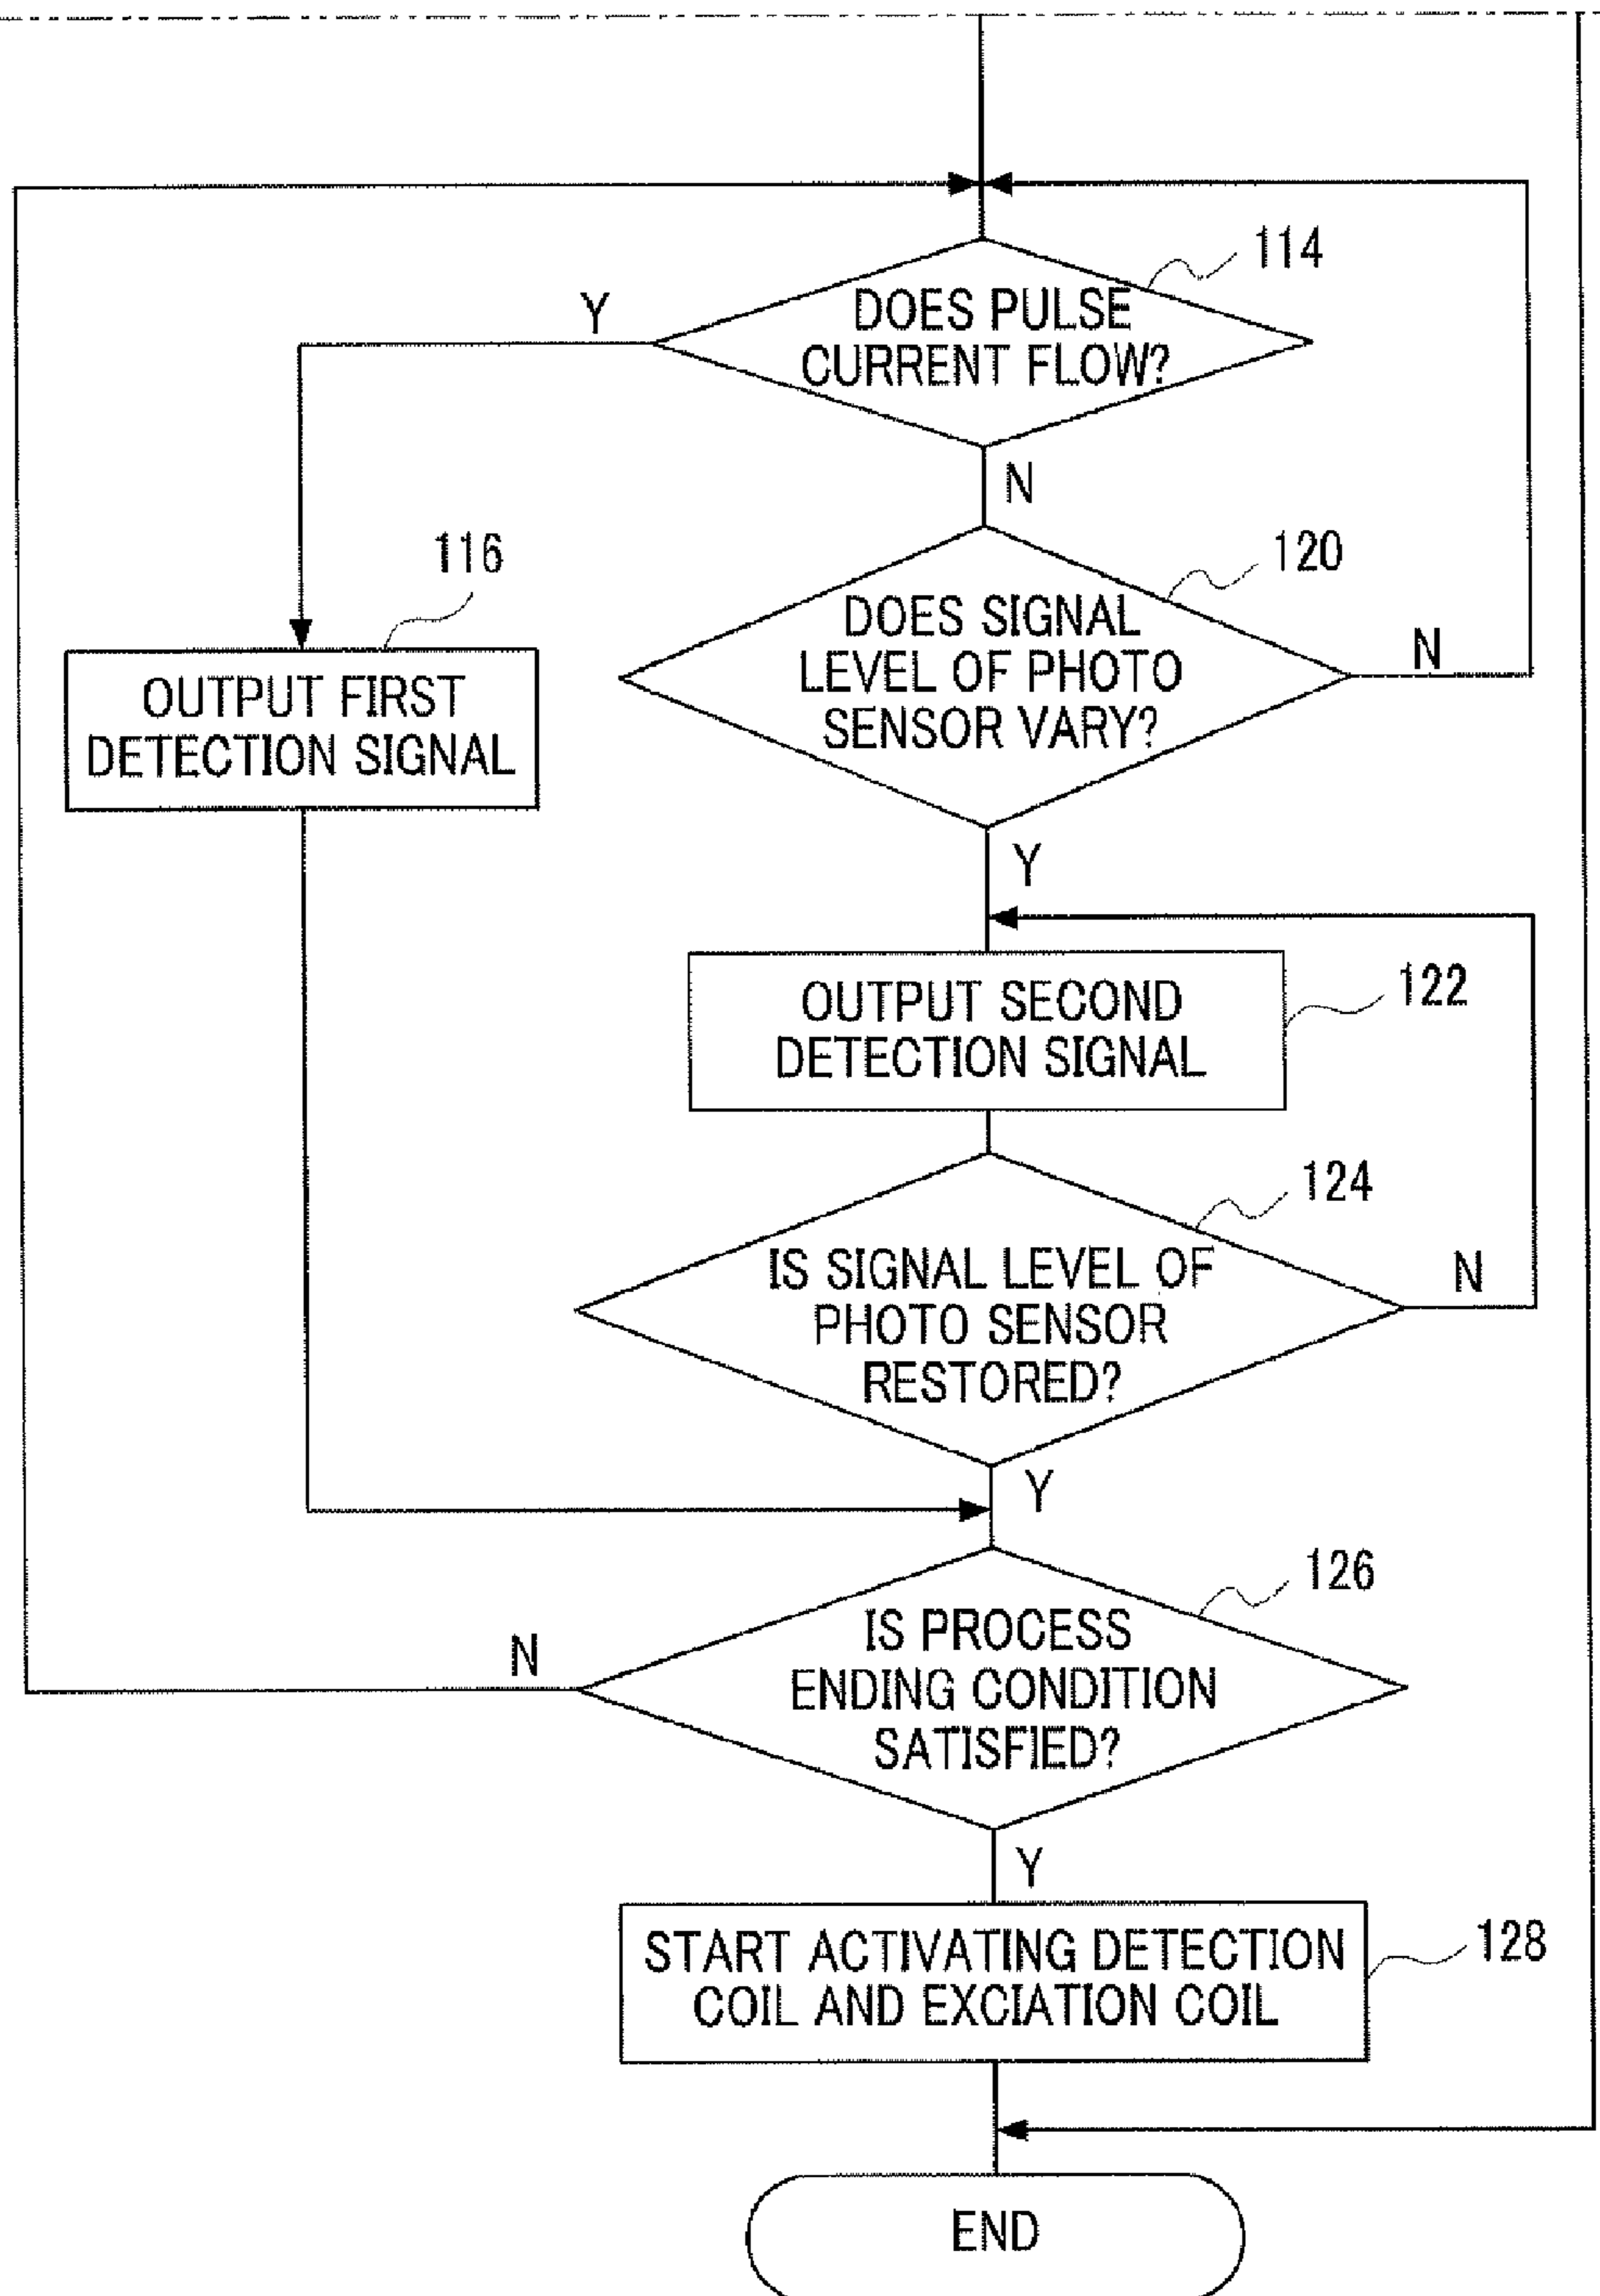 114
DOES PULSE
CURRENT FLOW?
Y
N
116
OUTPUT FIRST
DETECTION SIGNAL
120
DOES SIGNAL
LEVEL OF PHOTO
SENSOR VARY?
N
Y
122
OUTPUT SECOND
DETECTION SIGNAL
124
IS SIGNAL LEVEL OF
PHOTO SENSOR
RESTORED?
N
Y
126
IS PROCESS
ENDING CONDITION
SATISFIED?
N
Y
128
START ACTIVATING DETECTION
COIL AND EXCIATION COIL
END